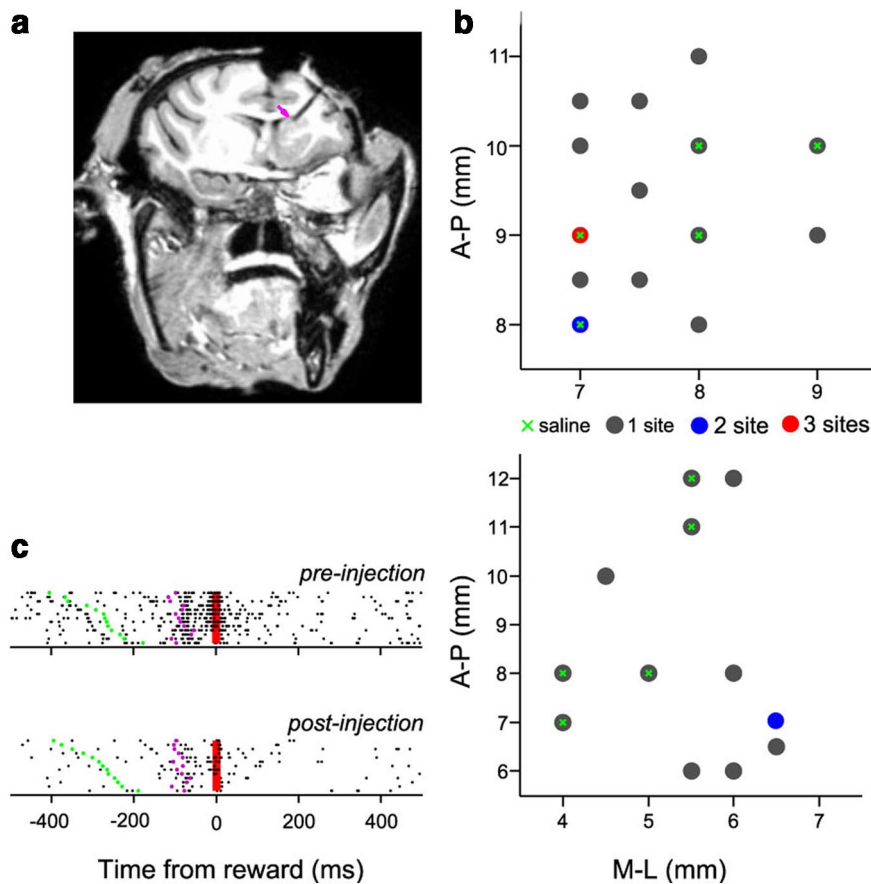 a
b
A-P (mm)
11
10
9
8
7 8 9
× saline 1 site 2 site 3 sites
A-P (mm)
12
11
10
9
8
7
6
4 5 6 7
M-L (mm)
c
pre-injection
post-injection
-400 -200 0 200 400
Time from reward (ms)